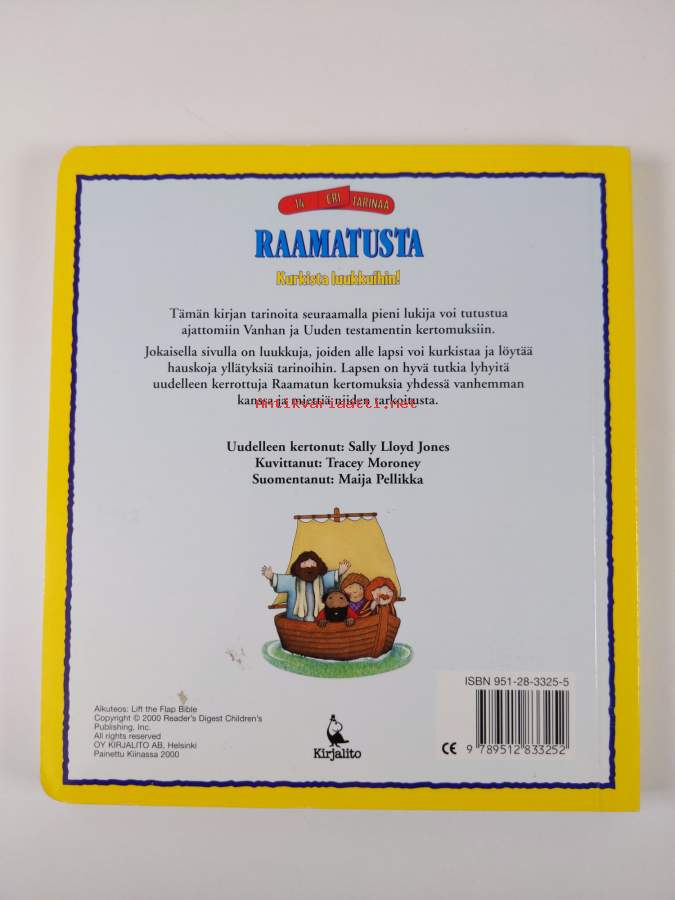 14 ERI TARINAA
RAAMATUSTA
Kurkista luukkuihin!
Tämän kirjan tarinoita seuraamalla pieni lukija voi tutustua
ajattomiin Vanhan ja Uuden testamentin kertomuksiin.
Jokaisella sivulla on luukkuja, joiden alle lapsi voi kurkistaa ja löytää
hauskoja yllätyksiä tarinoihin. Lapsen on hyvä tutkia lyhyitä
uudelleen kerrottuja Raamatun kertomuksia yhdessä vanhemman
kanssa ja miettiä niiden tarkoitusta.
Antikvariaatti.net
Uudelleen kertonut: Sally Lloyd Jones
Kuvittanut: Tracey Moroney
Suomentanut: Maija Pellikka
Alkuteos: Lift the Flap Bible
Copyright © 2000 Reader's Digest Children's
Publishing, Inc.
All rights reserved
OY KIRJALITO AB, Helsinki
Painettu Kiinassa 2000
Kirjalito
ISBN 951-28-3325-5
CE 9 789512 833252